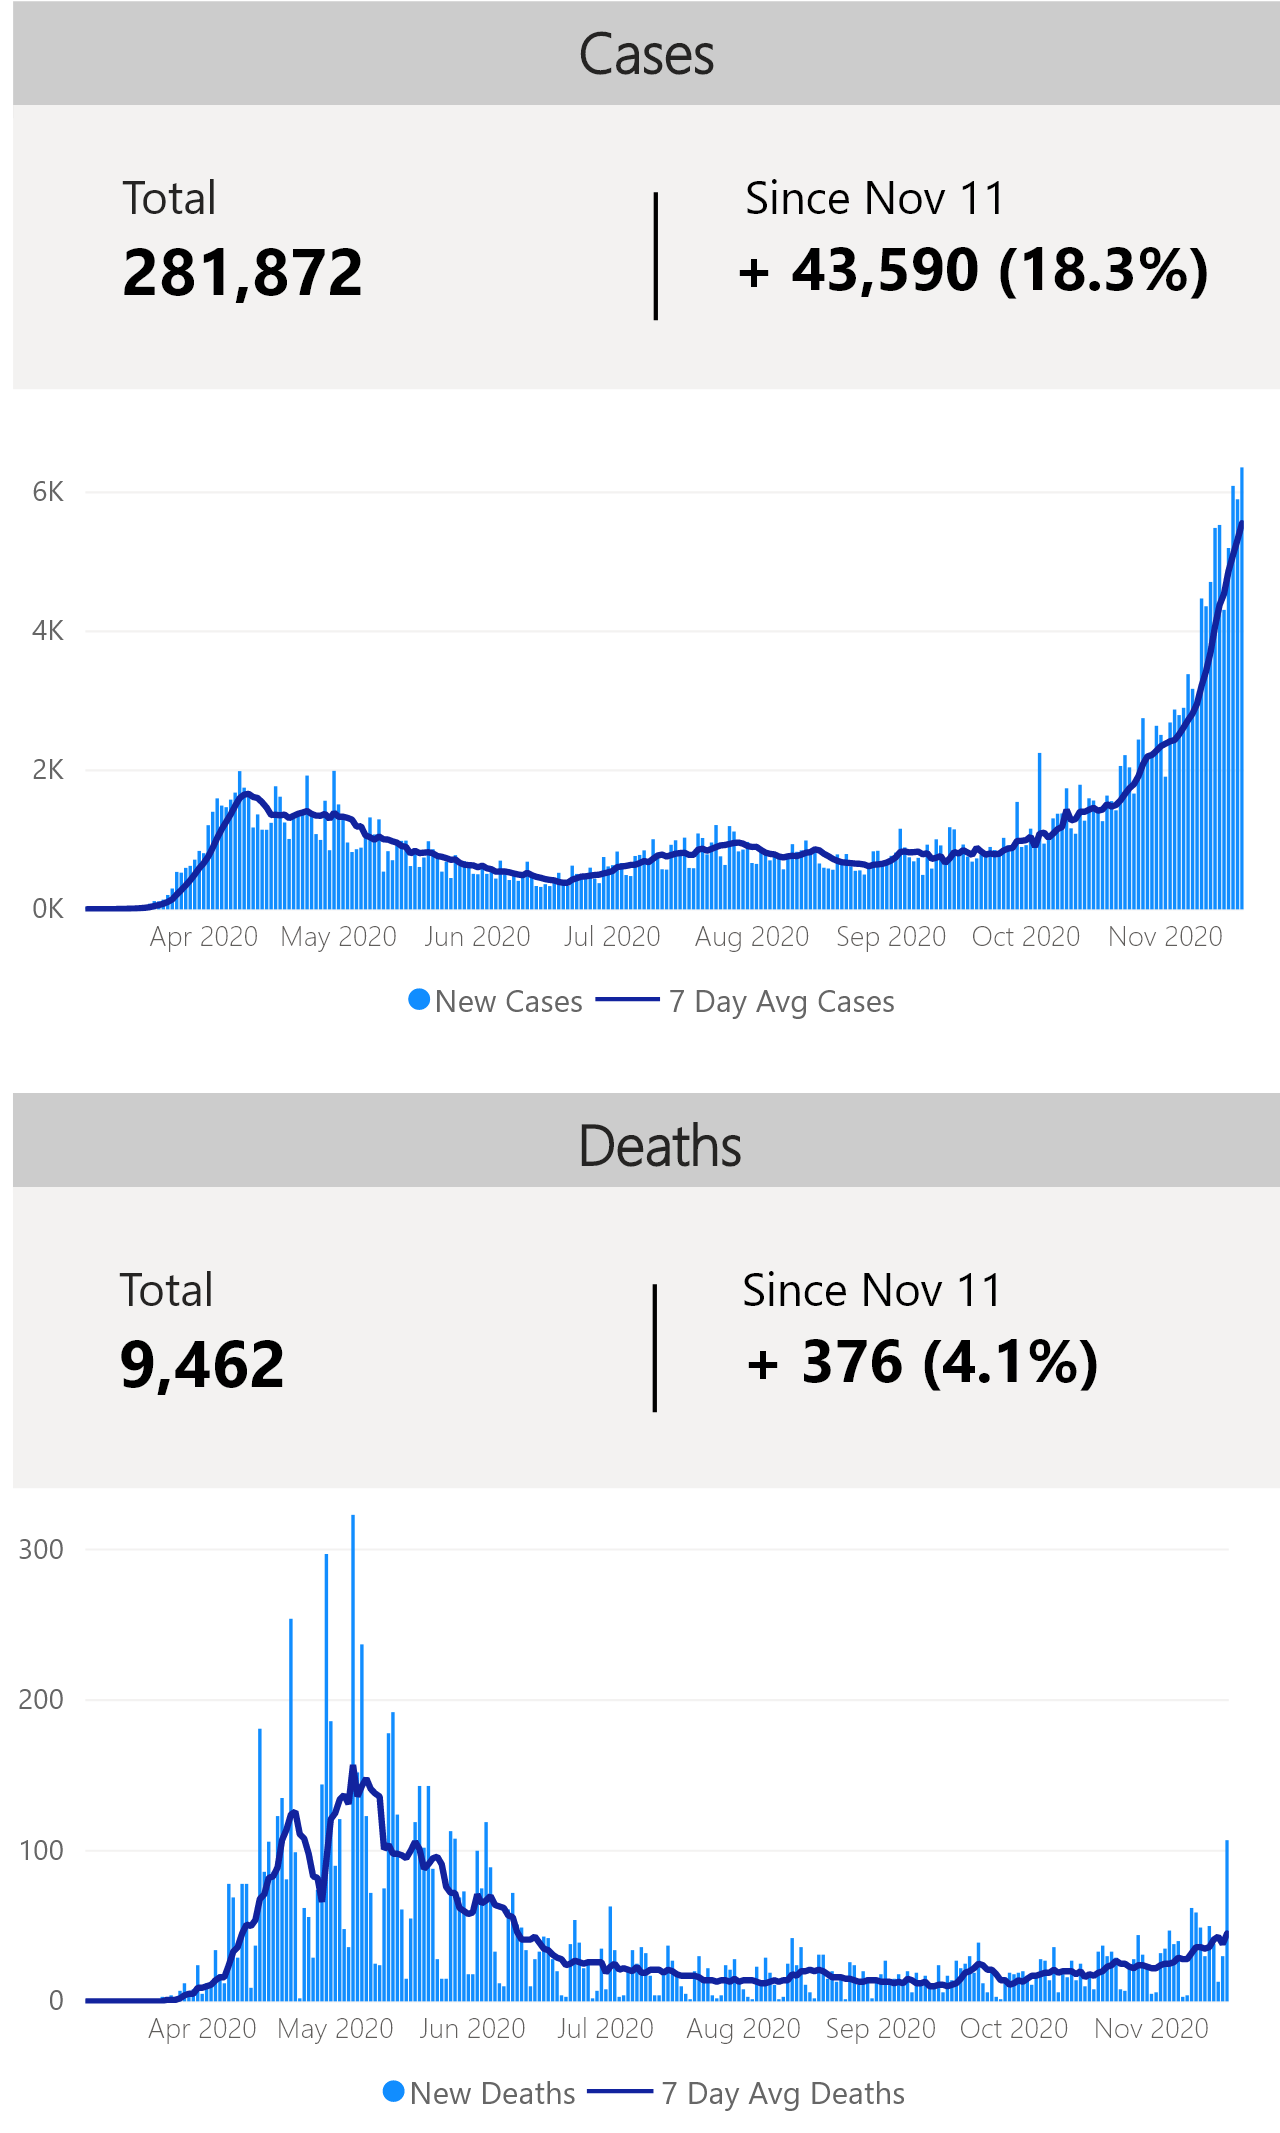 Cases
Total
Since Nov 11
281,872
+ 43,590 (18.3%)
6K
4K
2K
0K
Apr 2020 May 2020 Jun 2020 Jul 2020 Aug 2020 Sep 2020 Oct 2020 Nov 2020
New Cases 7 Day Avg Cases
Deaths
Total
Since Nov 11
9,462
+ 376 (4.1%)
300
200
100
0
Apr 2020 May 2020 Jun 2020 Jul 2020 Aug 2020 Sep 2020 Oct 2020 Nov 2020
New Deaths 7 Day Avg Deaths